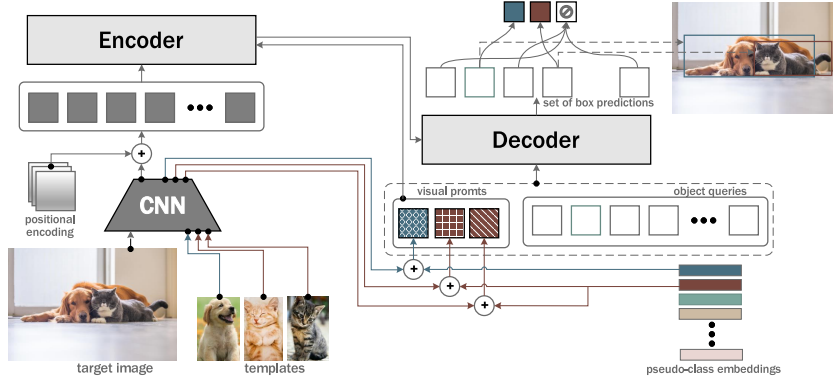 Encoder
set of box predictions
Decoder
positional
encoding
CNN
visual promts
object queries
target image
templates
pseudo-class embeddings